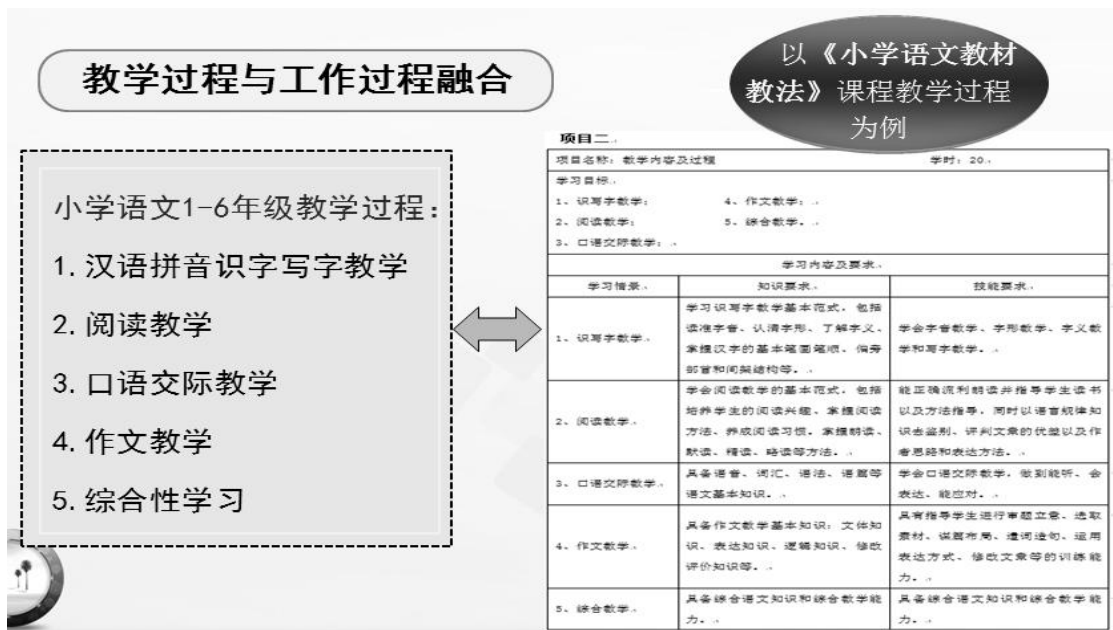 教学过程与工作过程融合
以《小学语文教材
教法》课程教学过程
为例
小学语文1-6年级教学过程：
1. 汉语拼音识字写字教学
2. 阅读教学
3. 口语交际教学
4. 作文教学
5. 综合性学习
项目二
项目名称：教学内容及过程 学时：20
学习目标
1、识写字教学； 4、作文教学；
2、阅读教学； 5、综合教学。
3、口语交际教学；
学习内容及要求
学习情景 知识要求 技能要求
1、识写字教学
学习识写字教学基本范式，包括
读准字音、认清字形、了解字义、
掌握汉字的基本笔画笔顺、偏旁
部首和间架结构等。
学会字音教学、字形教学、字义教
学和写字教学。
2、阅读教学
学会阅读教学的基本范式，包括
培养学生的阅读兴趣、掌握阅读
方法、养成阅读习惯。掌握朗读、
默读、精读、略读等方法。
能正确流利朗读并指导学生读书
以及方法指导，同时以语言规律知
识去鉴别、评判文章的优劣以及作
者思路和表达方法。
3、口语交际教学
具备语音、词汇、语法、语篇等
语文基本知识。
学会口语交际教学，做到能听、会
表达、能应对。
4、作文教学
具备作文教学基本知识：文体知
识、表达知识、逻辑知识、修改
评价知识等。
具有指导学生进行审题立意、选取
素材、谋篇布局、遣词造句、运用
表达方式、修改文章等的训练能
力。
5、综合教学
具备综合语文知识和综合教学能
力。
具备综合语文知识和综合教学能
力。